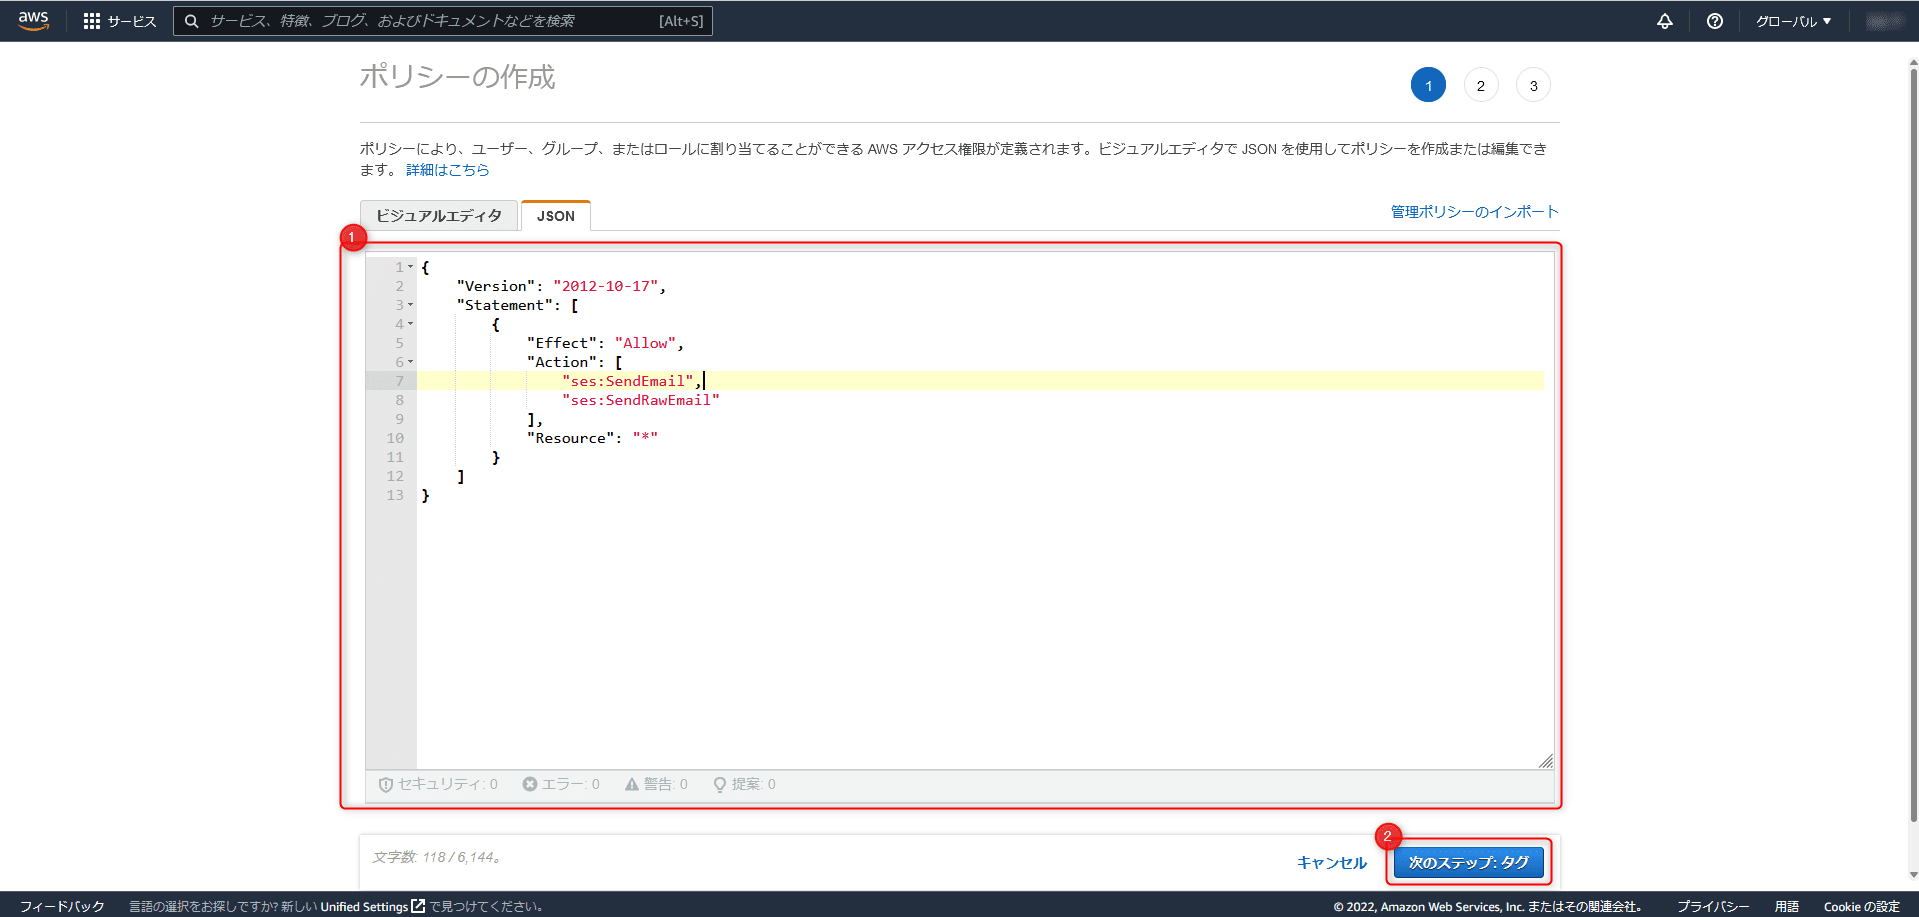 aws サービス サービス、特徴、ブログ、およびドキュメントなどを検索 [Alt+S] グローバル ▼
ポリシーの作成 1 2 3
ポリシーにより、ユーザー、グループ、またはロールに割り当てることができる AWS アクセス権限が定義されます。ビジュアルエディタで JSON を使用してポリシーを作成または編集でき
ます。 詳細はこちら
ビジュアルエディタ JSON 管理ポリシーのインポート
1
1 {
2 "Version": "2012-10-17",
3 "Statement": [
4 {
5 "Effect": "Allow",
6 "Action": [
7 "ses:SendEmail",
8 "ses:SendRawEmail"
9 ],
10 "Resource": "*"
11 }
12 ]
13 }
セキュリティ: 0 エラー: 0 警告: 0 提案: 0
2
文字数: 118 / 6,144。 キャンセル 次のステップ: タグ
フィードバック 言語の選択をお探しですか? 新しい Unified Settings で見つけてください。 © 2022, Amazon Web Services, Inc. またはその関連会社。 プライバシー 用語 Cookie の設定